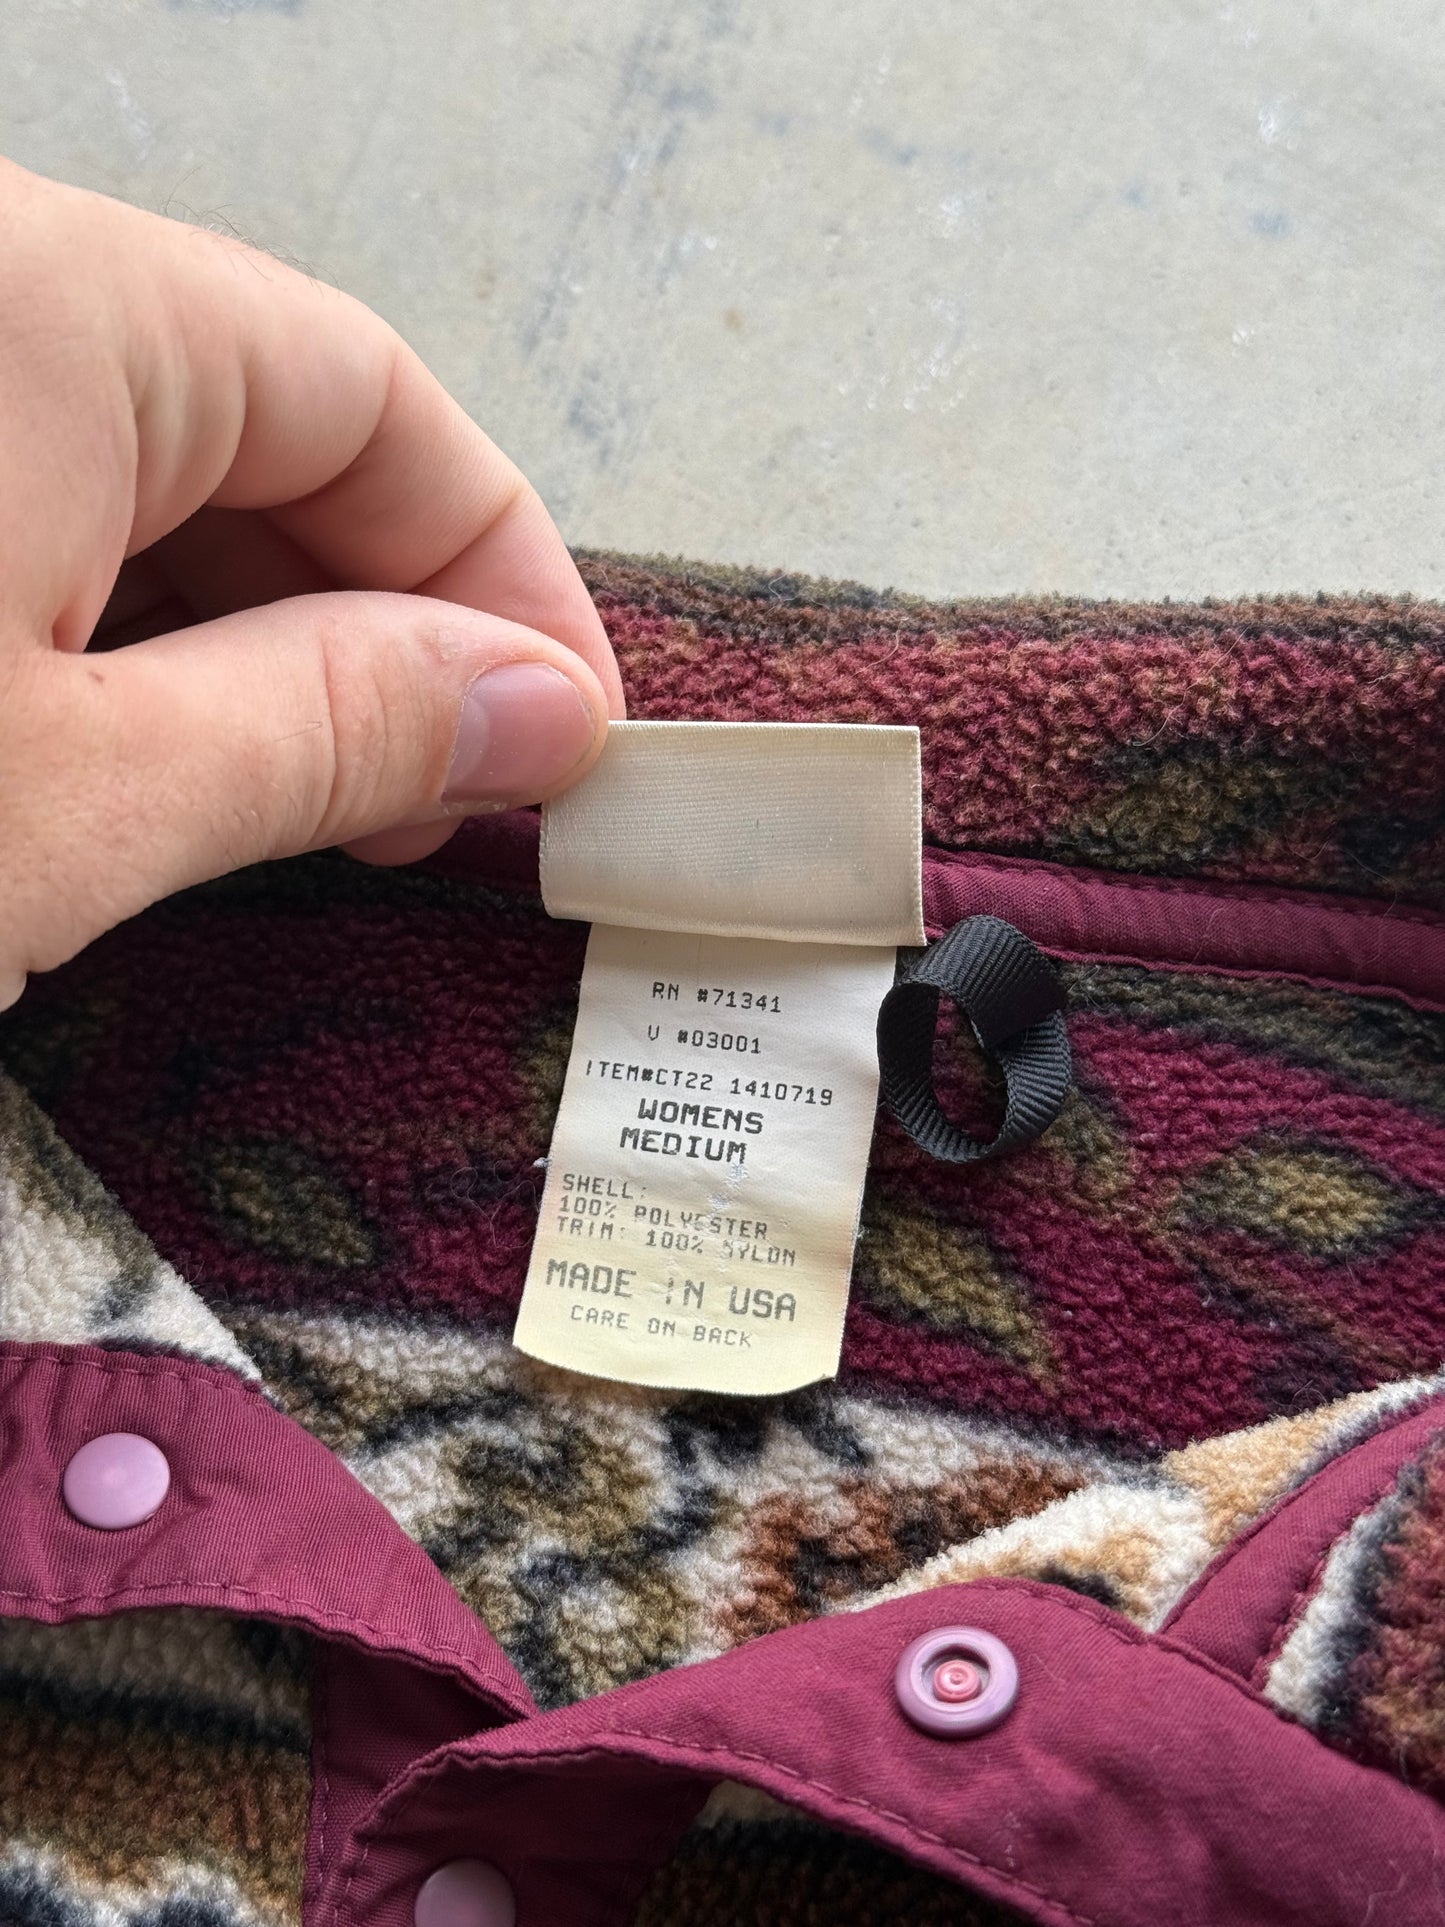 RN #71341
V #03001
ITEM#CT22 1410719
WOMENS
MEDIUM
SHELL:
100% POLYESTER
TRIM: 100% NYLON
MADE IN USA
CARE ON BACK